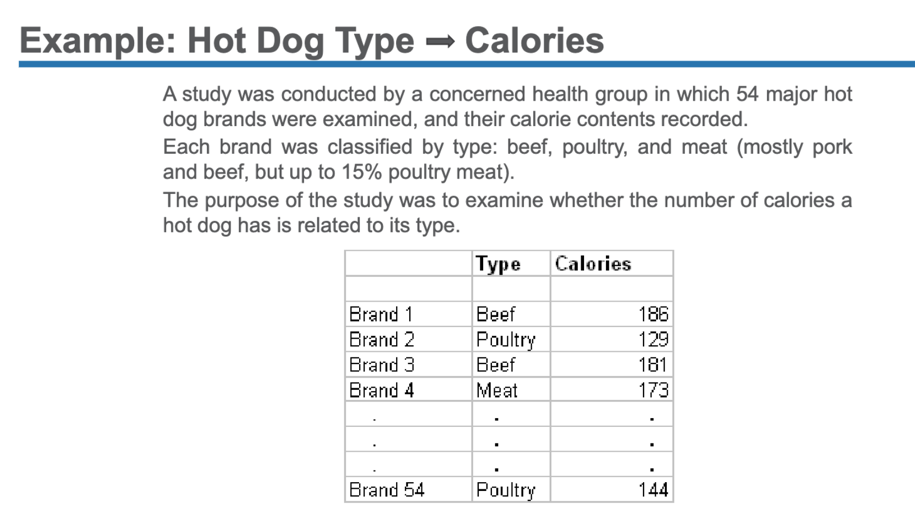 Example: Hot Dog Type ➞ Calories
A study was conducted by a concerned health group in which 54 major hot
dog brands were examined, and their calorie contents recorded.
Each brand was classified by type: beef, poultry, and meat (mostly pork
and beef, but up to 15% poultry meat).
The purpose of the study was to examine whether the number of calories a
hot dog has is related to its type.
Type Calories
Brand 1 Beef 186
Brand 2 Poultry 129
Brand 3 Beef 181
Brand 4 Meat 173
. . .
. . .
. . .
Brand 54 Poultry 144